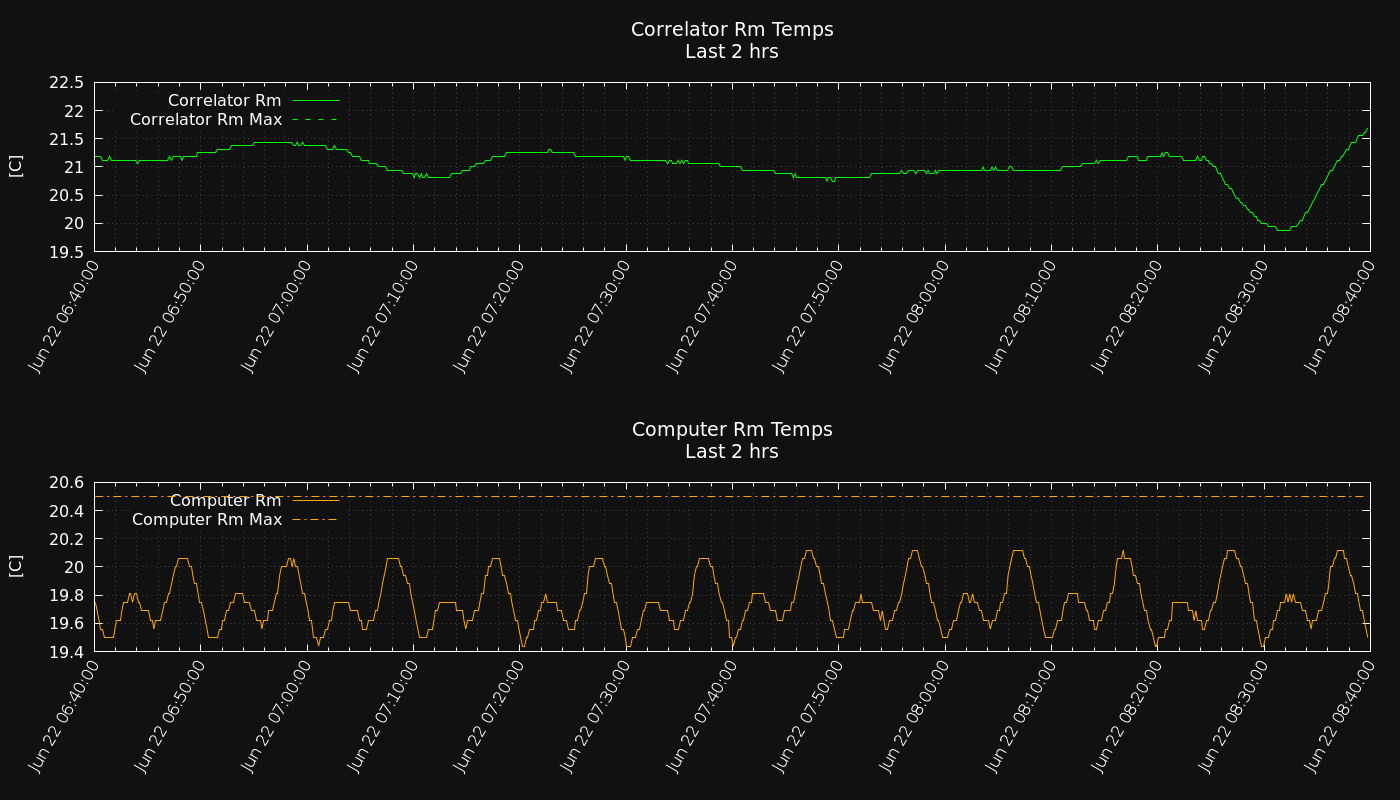 Correlator Rm Temps
Last 2 hrs
22.5
22
21.5
21
20.5
20
19.5
[C]
Correlator Rm
Correlator Rm Max
Jun 22 06:40:00
Jun 22 06:50:00
Jun 22 07:00:00
Jun 22 07:10:00
Jun 22 07:20:00
Jun 22 07:30:00
Jun 22 07:40:00
Jun 22 07:50:00
Jun 22 08:00:00
Jun 22 08:10:00
Jun 22 08:20:00
Jun 22 08:30:00
Jun 22 08:40:00
Computer Rm Temps
Last 2 hrs
20.6
20.4
20.2
20
19.8
19.6
19.4
[C]
Computer Rm
Computer Rm Max
Jun 22 06:40:00
Jun 22 06:50:00
Jun 22 07:00:00
Jun 22 07:10:00
Jun 22 07:20:00
Jun 22 07:30:00
Jun 22 07:40:00
Jun 22 07:50:00
Jun 22 08:00:00
Jun 22 08:10:00
Jun 22 08:20:00
Jun 22 08:30:00
Jun 22 08:40:00